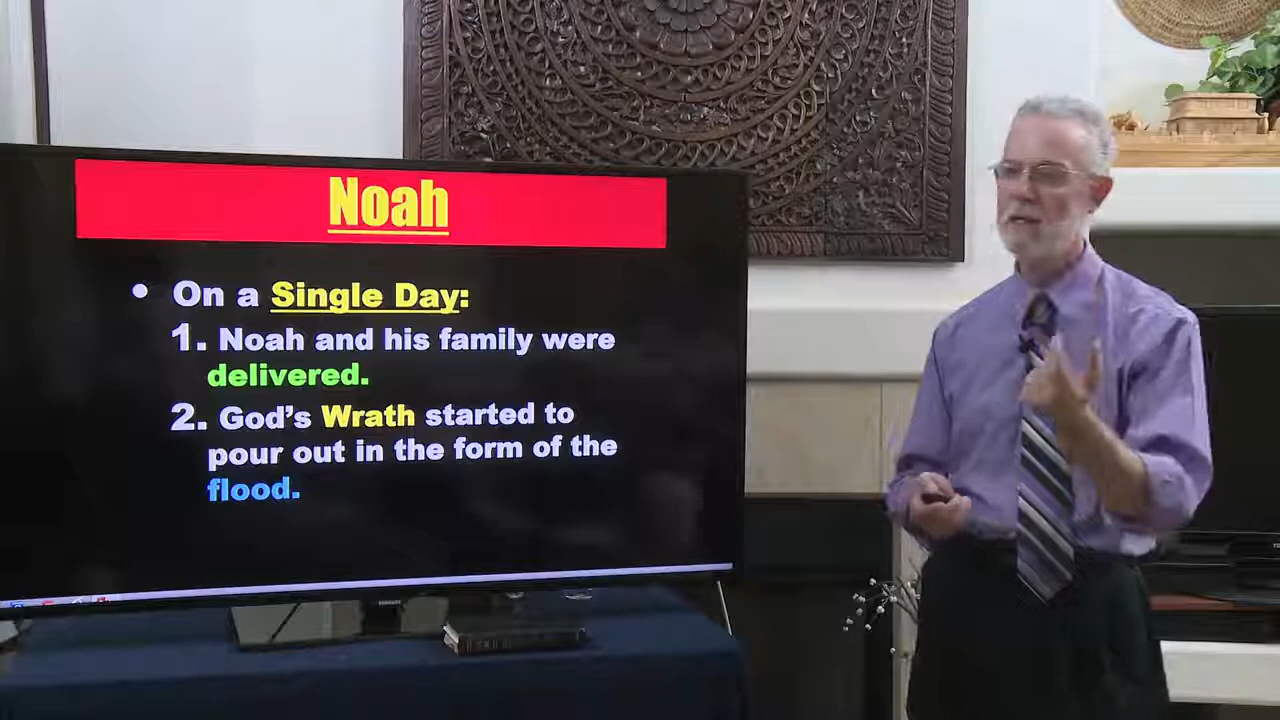 Noah
• On a Single Day:
1. Noah and his family were
delivered.
2. God's Wrath started to
pour out in the form of the
flood.
SAMSUNG